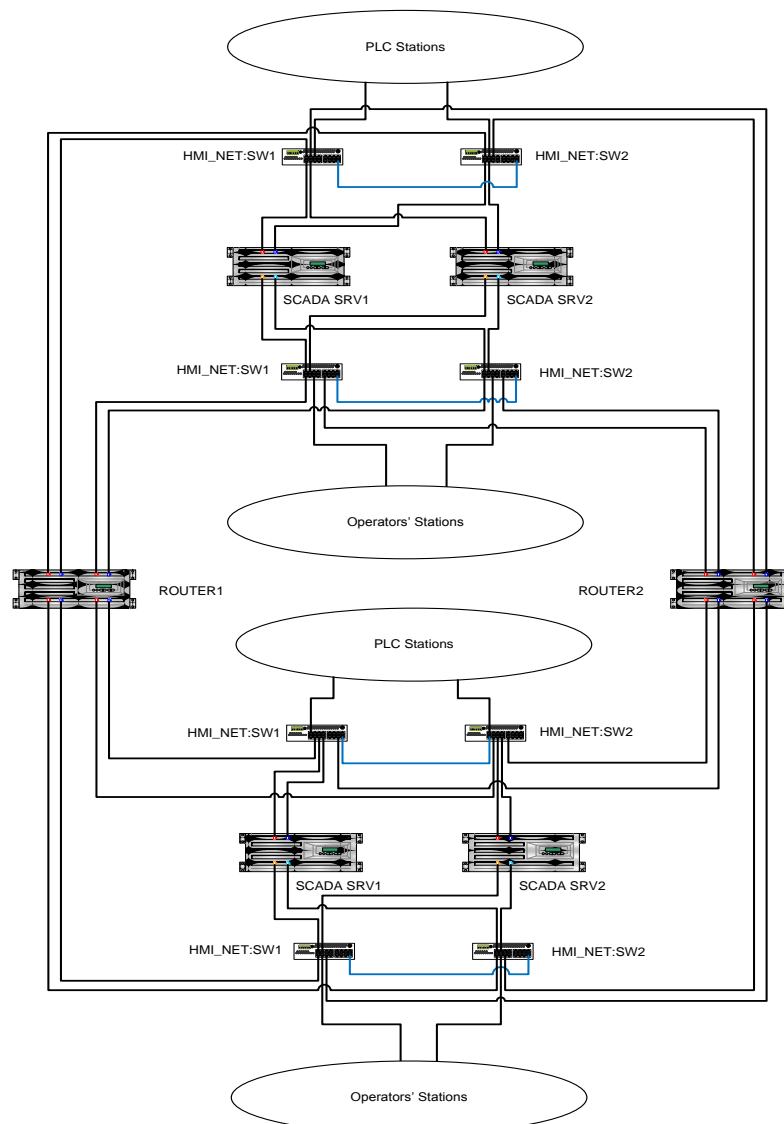 PLC Stations
HMI_NET:SW1
HMI_NET:SW2
SCADA SRV1
SCADA SRV2
HMI_NET:SW1
HMI_NET:SW2
Operators' Stations
ROUTER1
ROUTER2
PLC Stations
HMI_NET:SW1
HMI_NET:SW2
SCADA SRV1
SCADA SRV2
HMI_NET:SW1
HMI_NET:SW2
Operators' Stations